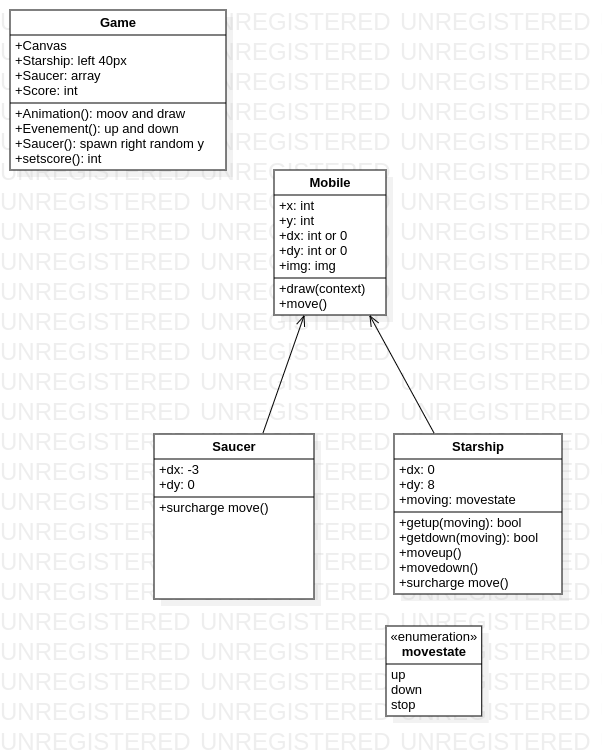 Game
+Canvas
+Starship: left 40px
+Saucer: array
+Score: int
+Animation(): moov and draw
+Evenement(): up and down
+Saucer(): spawn right random y
+setscore(): int
Mobile
+x: int
+y: int
+dx: int or 0
+dy: int or 0
+img: img
+draw(context)
+move()
Saucer
+dx: -3
+dy: 0
+surcharge move()
Starship
+dx: 0
+dy: 8
+moving: movestate
+getup(moving): bool
+getdown(moving): bool
+moveup()
+movedown()
+surcharge move()
«enumeration»
movestate
up
down
stop
UNREGISTERED